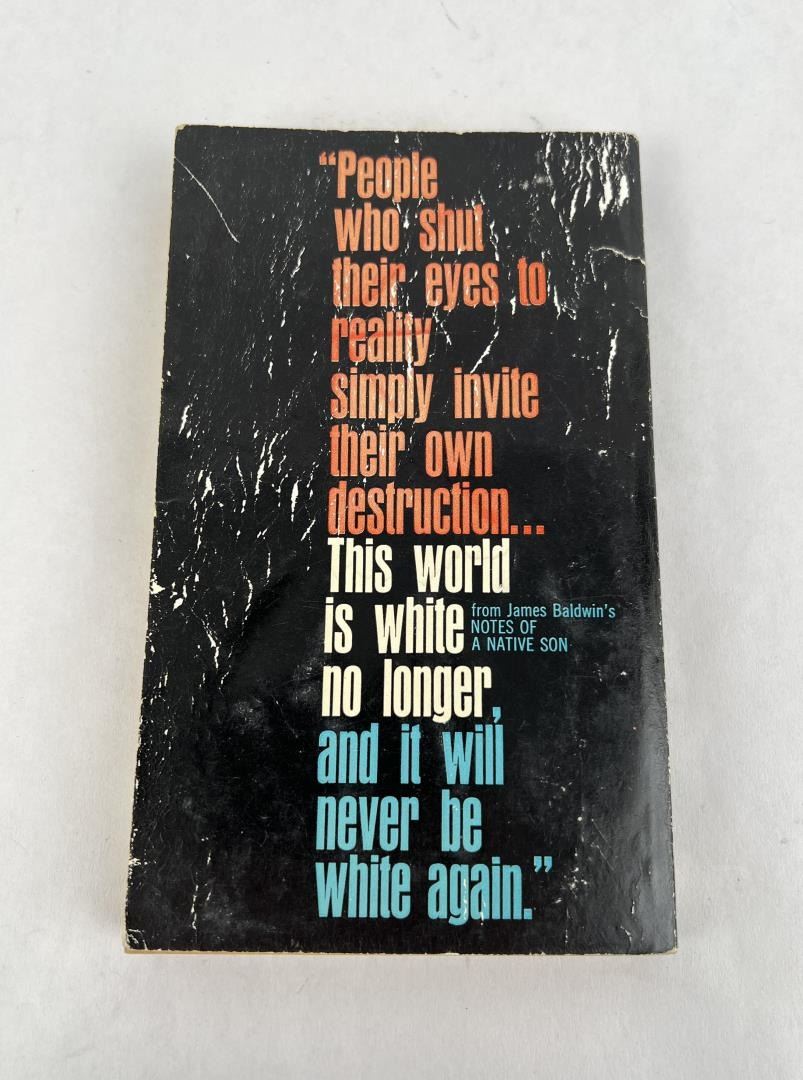 “People
who shut
their eyes to
reality
simply invite
their own
destruction...
This world
is white
no longer,
and it will
never be
white again.”
from James Baldwin's
NOTES OF
A NATIVE SON